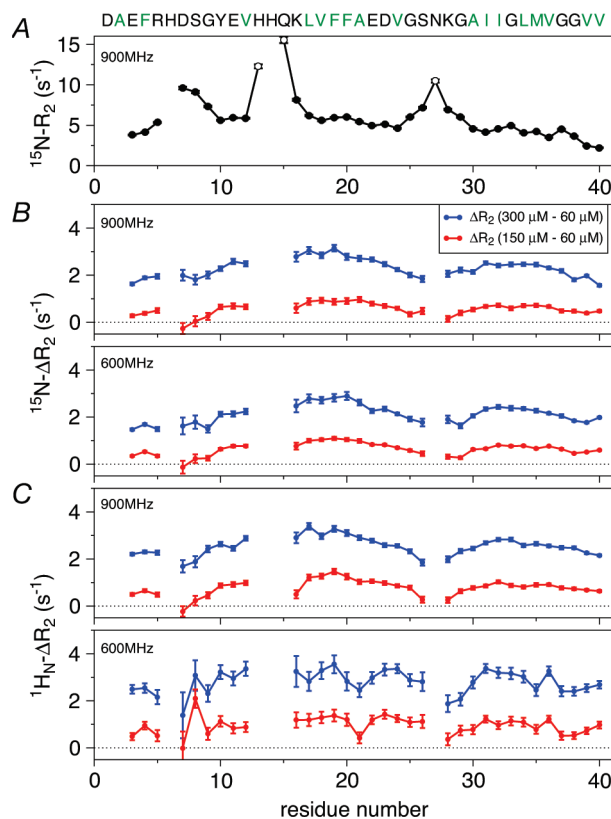 DAEFRHDSGYEVHHQKLVFFAEDVGSNKGAIIGLMVGGVV
A
900MHz
15
10
5
0
¹⁵N-R₂ (s⁻¹)
0 10 20 30 40
B
900MHz
ΔR₂ (300 μM - 60 μM)
ΔR₂ (150 μM - 60 μM)
4
2
0
600MHz
4
2
0
¹⁵N-ΔR₂ (s⁻¹)
C
900MHz
4
2
0
600MHz
4
2
0
¹H_N-ΔR₂ (s⁻¹)
0 10 20 30 40
residue number